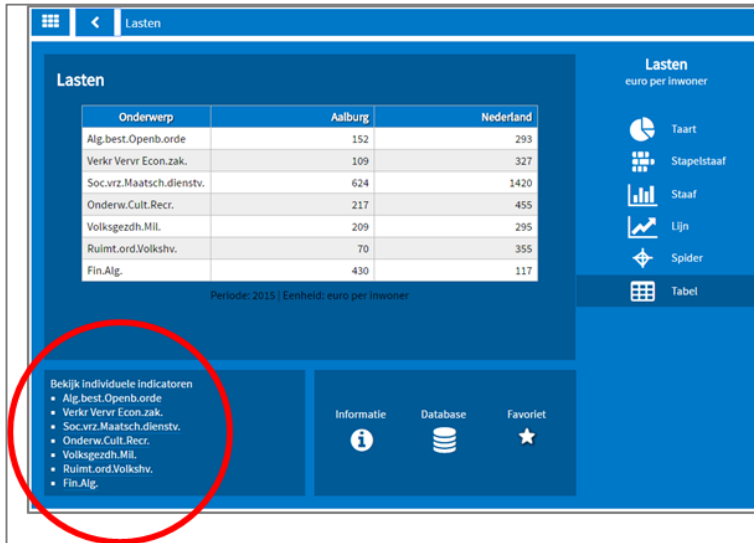 Lasten
Lasten
Onderwerp Aalburg Nederland
Alg.best.Openb.orde 152 293
Verkr Vervr Econ.zak. 109 327
Soc.vrz.Maatsch.dienstv. 624 1420
Onderw.Cult.Recr. 217 455
Volksgezdh.Mil. 209 295
Ruimt.ord.Volkshv. 70 355
Fin.Alg. 430 117
Periode: 2015 | Eenheid: euro per inwoner
Lasten
euro per inwoner
Taart
Stapelstaaf
Staaf
Lijn
Spider
Tabel
Bekijk individuele indicatoren
Alg.best.Openb.orde
Verkr Vervr Econ.zak.
Soc.vrz.Maatsch.dienstv.
Onderw.Cult.Recr.
Volksgezdh.Mil.
Ruimt.ord.Volkshv.
Fin.Alg.
Informatie Database Favoriet